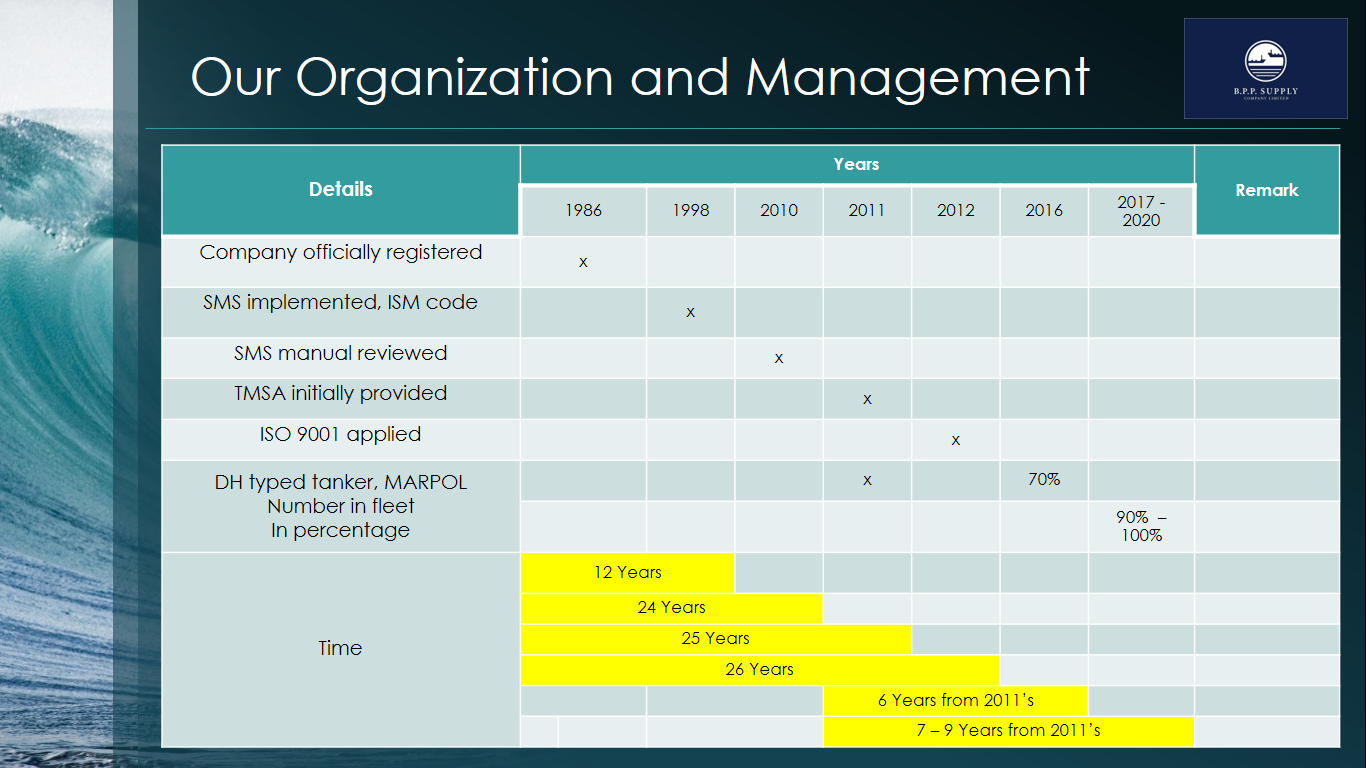 Our Organization and Management
B.P.P. SUPPLY
COMPANY LIMITED
Details
Years
Remark
1986
1998
2010
2011
2012
2016
2017 -
2020
Company officially registered
x
SMS implemented, ISM code
x
SMS manual reviewed
x
TMSA initially provided
x
ISO 9001 applied
x
DH typed tanker, MARPOL
Number in fleet
In percentage
x
70%
90% –
100%
Time
12 Years
24 Years
25 Years
26 Years
6 Years from 2011’s
7 – 9 Years from 2011’s